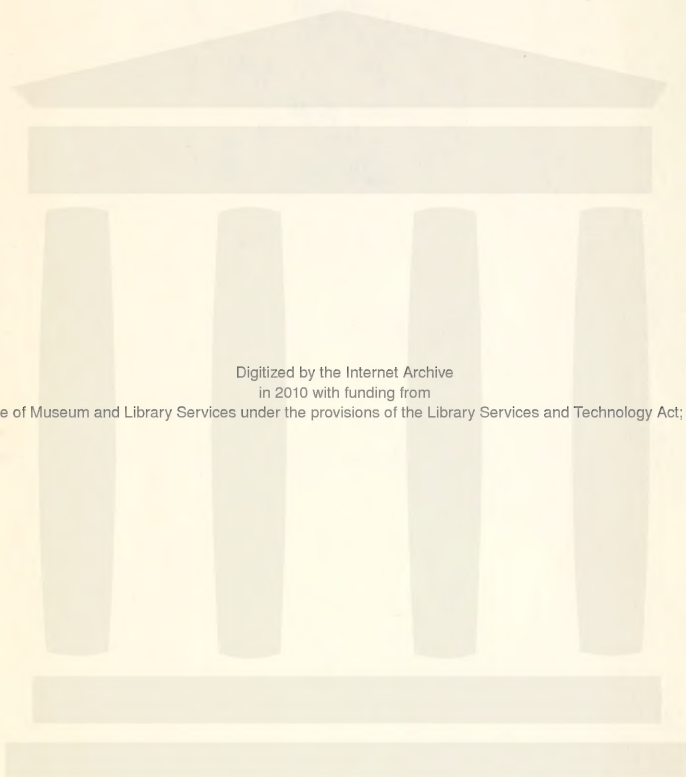 Digitized by the Internet Archive
in 2010 with funding from
e of Museum and Library Services under the provisions of the Library Services and Technology Act;